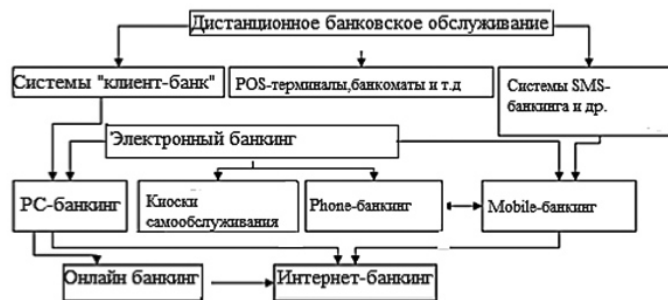 Дистанционное банковское обслуживание
Системы "клиент-банк"
POS-терминалы,банкоматы и т.д
Системы SMS-
банкинга и др.
Электронный банкинг
PC-банкинг
Киоски
самообслуживания
Phone-банкинг
Mobile-банкинг
Онлайн банкинг
Интернет-банкинг